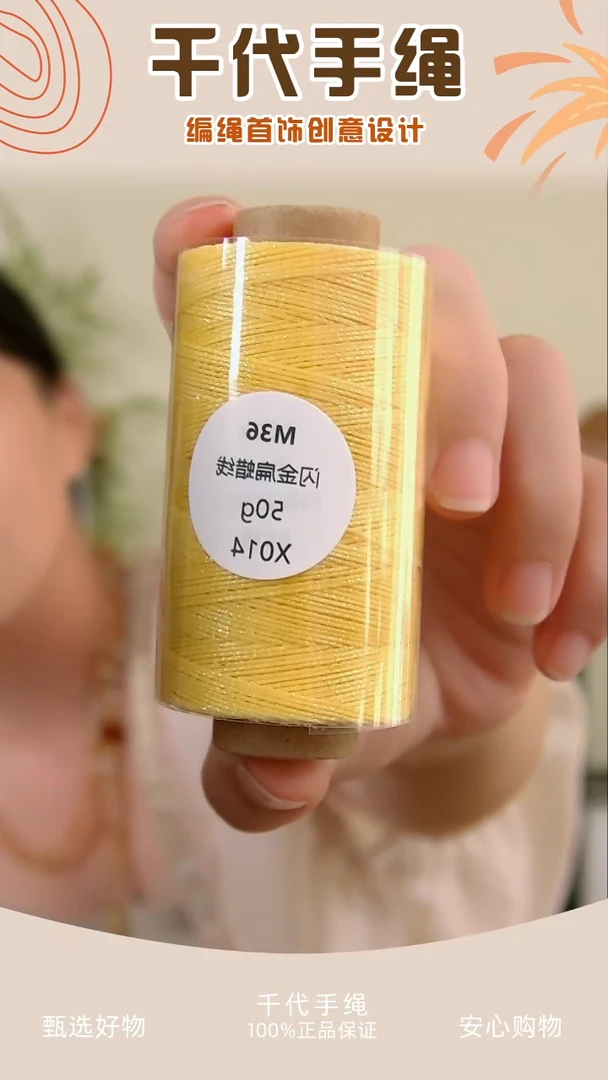 千代手绳
编绳首饰创意设计
M36
闪金扁蜡线
50g
X014
甄选好物
千代手绳
100%正品保证
安心购物